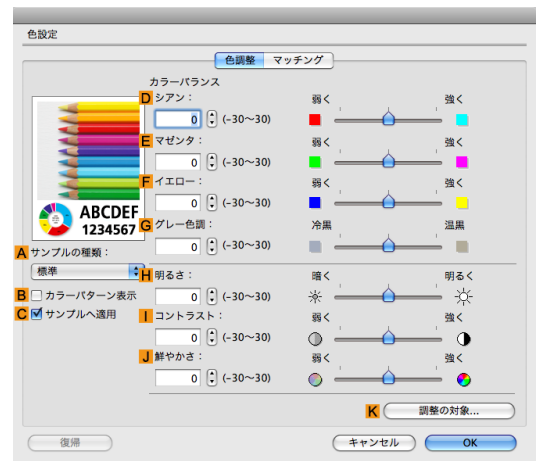 色設定
色調整 マッチング
カラーバランス
D シアン： 弱く 強く
0 (-30～30)
E マゼンタ： 弱く 強く
0 (-30～30)
F イエロー： 弱く 強く
0 (-30～30)
G グレー色調： 冷黒 温黒
0 (-30～30)
ABCDEF
1234567
A サンプルの種類：
標準
B カラーパターン表示
C サンプルへ適用
H 明るさ： 暗く 明るく
0 (-30～30)
I コントラスト： 弱く 強く
0 (-30～30)
J 鮮やかさ： 弱く 強く
0 (-30～30)
K 調整の対象...
復帰 キャンセル OK